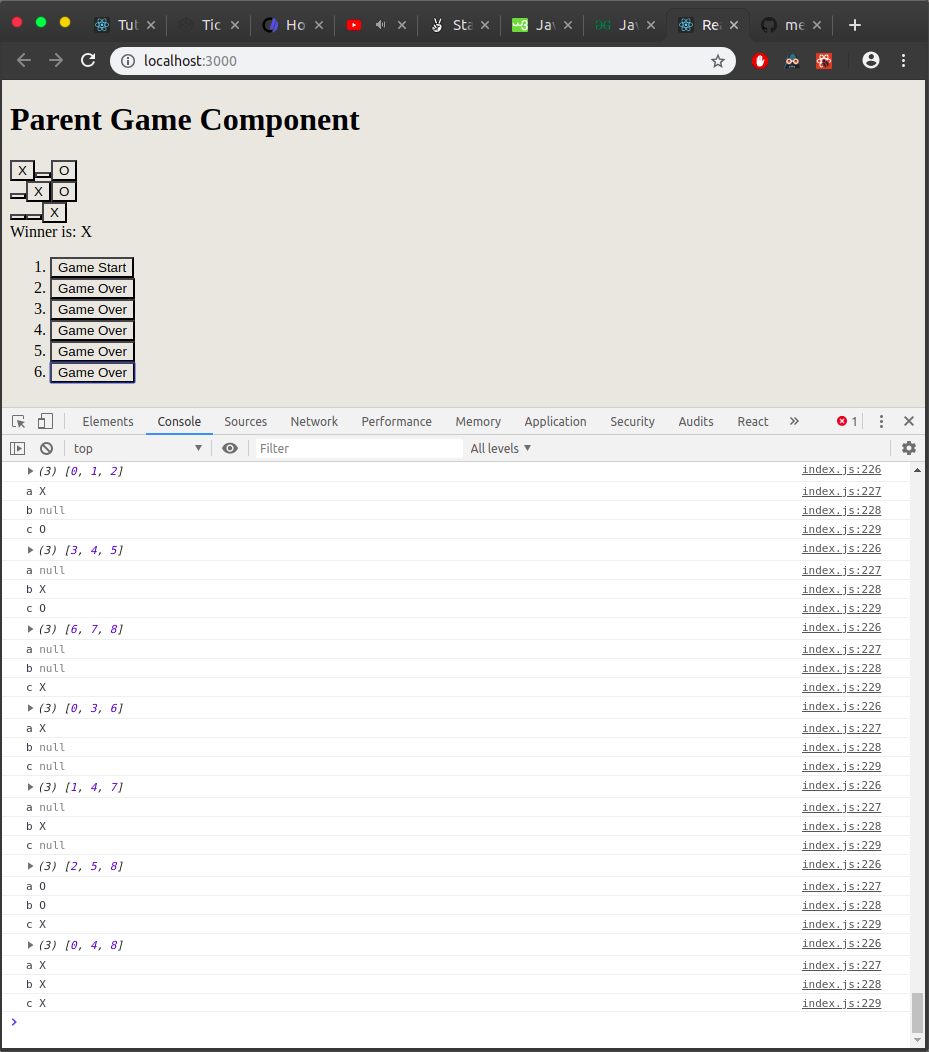 Tut Tic Ho Sta Jav Jav Rea me
localhost:3000
Parent Game Component
X O
X O
X
Winner is: X
1. Game Start
2. Game Over
3. Game Over
4. Game Over
5. Game Over
6. Game Over
Elements Console Sources Network Performance Memory Application Security Audits React » 1
top Filter All levels
(3) [0, 1, 2] index.js:226
a X index.js:227
b null index.js:228
c O index.js:229
(3) [3, 4, 5] index.js:226
a null index.js:227
b X index.js:228
c O index.js:229
(3) [6, 7, 8] index.js:226
a null index.js:227
b null index.js:228
c X index.js:229
(3) [0, 3, 6] index.js:226
a X index.js:227
b null index.js:228
c null index.js:229
(3) [1, 4, 7] index.js:226
a null index.js:227
b X index.js:228
c null index.js:229
(3) [2, 5, 8] index.js:226
a O index.js:227
b O index.js:228
c X index.js:229
(3) [0, 4, 8] index.js:226
a X index.js:227
b X index.js:228
c X index.js:229